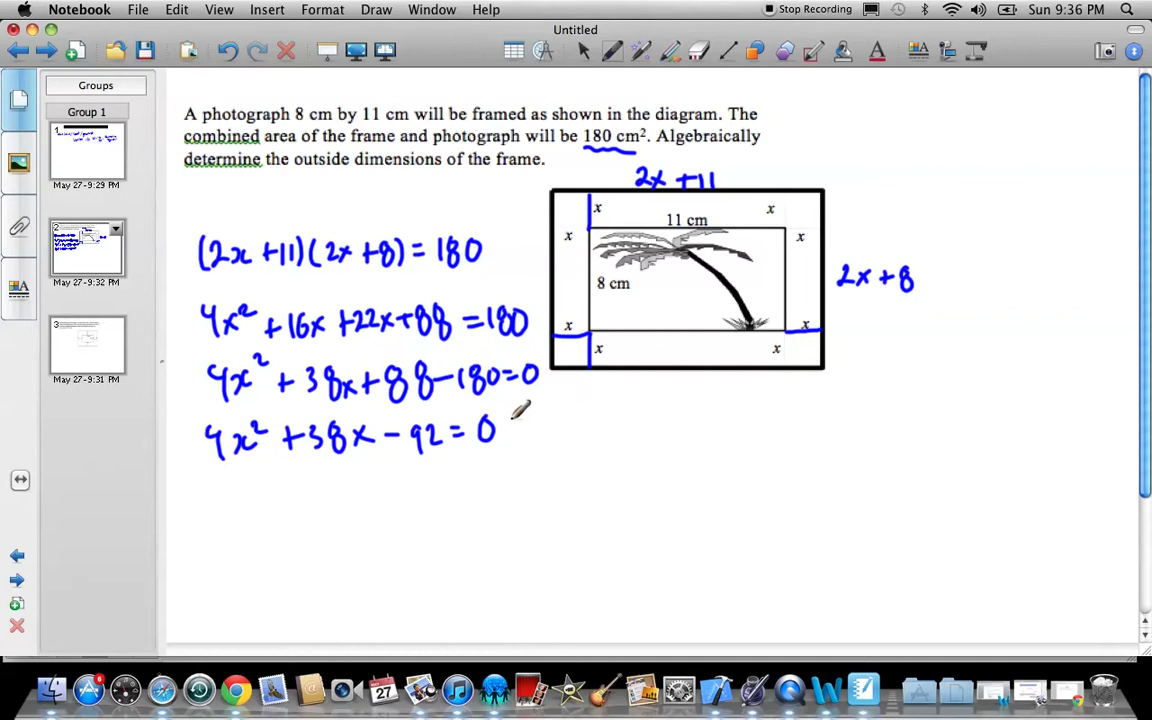 Notebook File Edit View Insert Format Draw Window Help Stop Recording Sun 9:36 PM
Untitled
Groups
Group 1
May 27 - 9:29 PM
May 27 - 9:32 PM
May 27 - 9:31 PM
A photograph 8 cm by 11 cm will be framed as shown in the diagram. The
combined area of the frame and photograph will be 180 cm². Algebraically
determine the outside dimensions of the frame.
2x + 11
x x
11 cm
x x
8 cm
2x + 8
x x
x x
(2x + 11)(2x + 8) = 180
4x² + 16x + 22x + 88 = 180
4x² + 38x + 88 - 180 = 0
4x² + 38x - 92 = 0